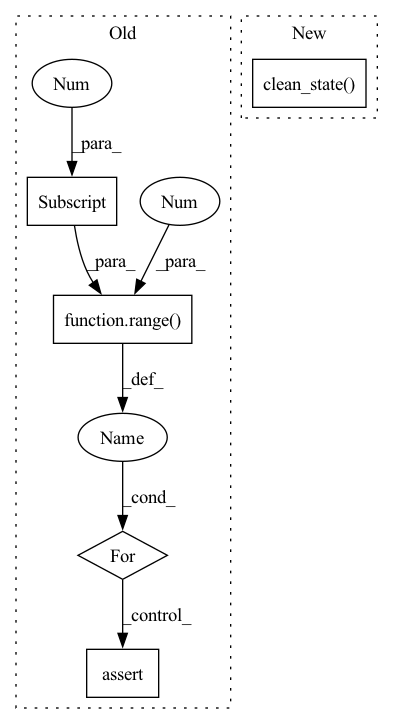 Old
New
Num
clean_state()
_para_
Subscript
Num
_para_
_para_
function.range()
_def_
Name
_cond_
For
_control_
assert